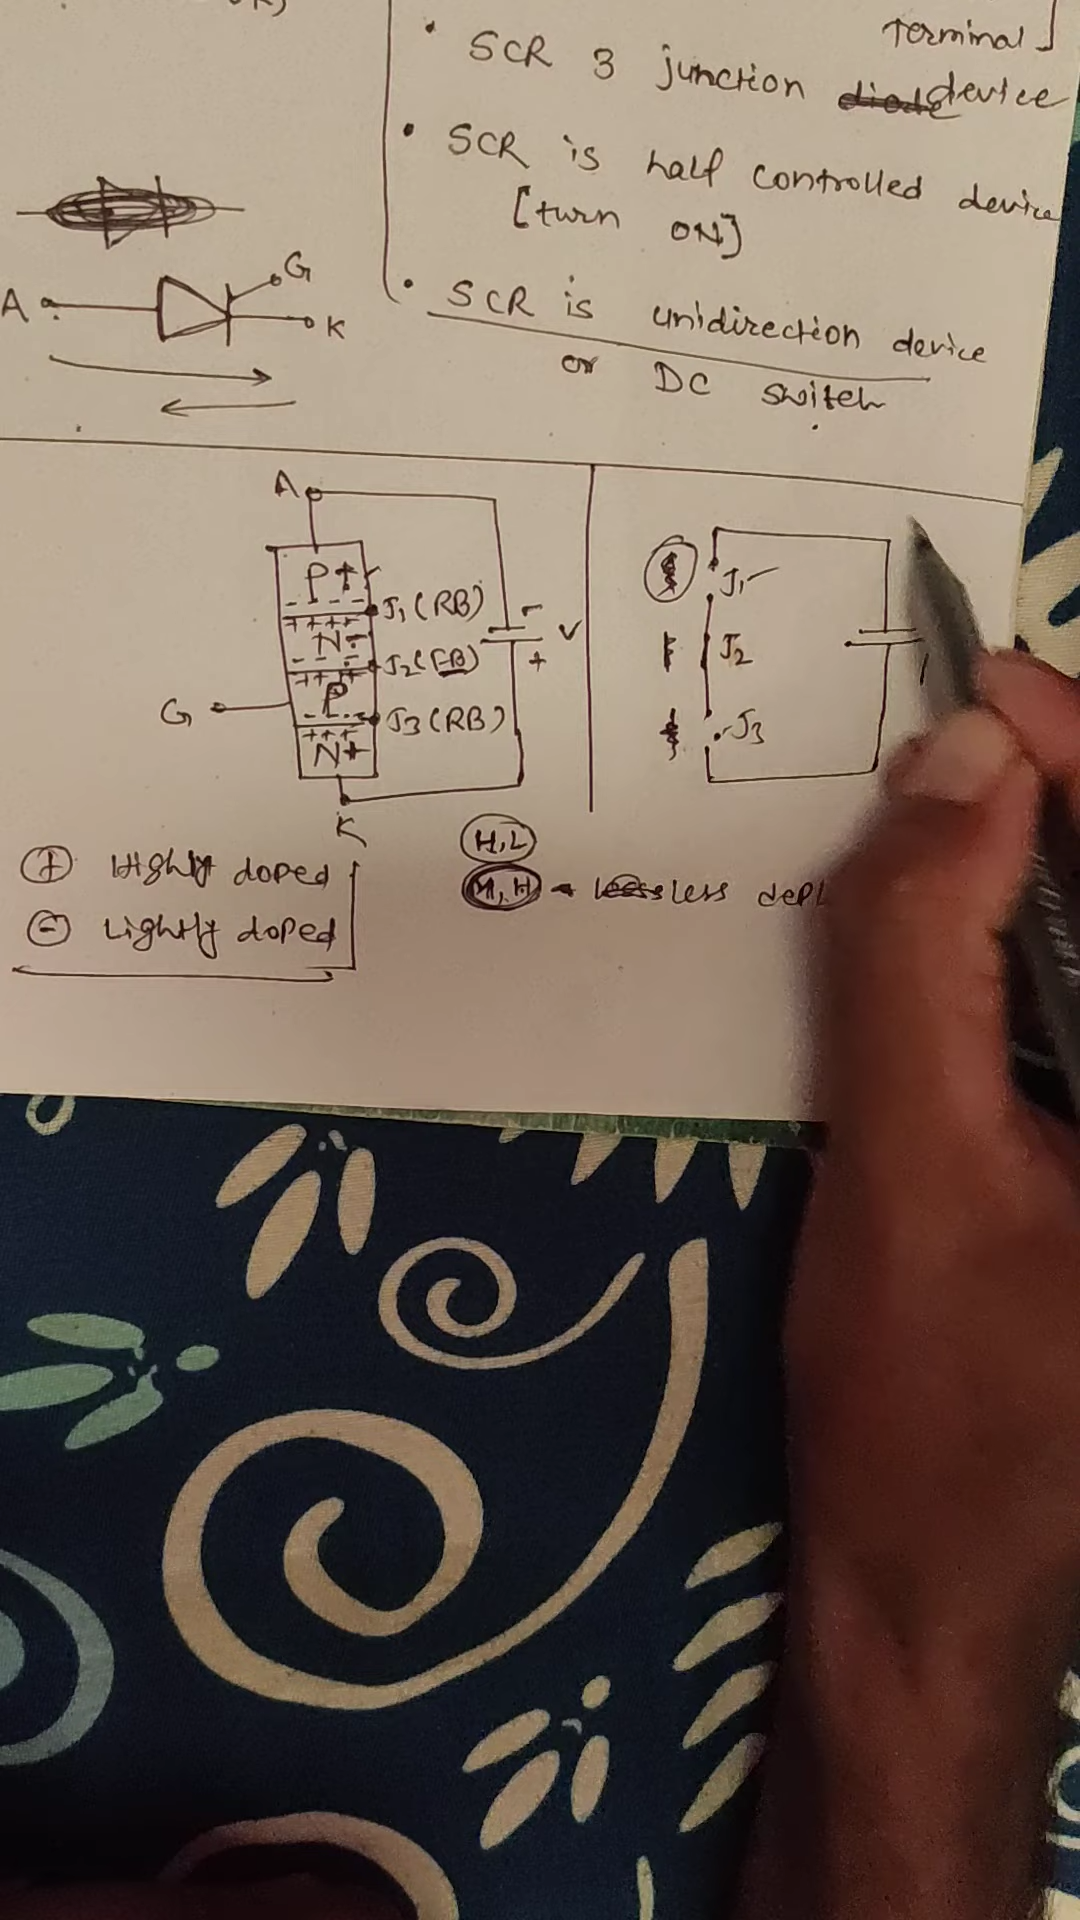 Terminal]
• SCR 3 junction device
• SCR is half controlled device
[turn ON]
• SCR is unidirection device
or DC switch
G
A
K
A
P+
J1 (RB)
N-
J2 (FB)
P
G
J3 (RB)
N+
K
-
V
+
J1
J2
J3
+ Highly doped
- Lightly doped
H,L
M,H - less